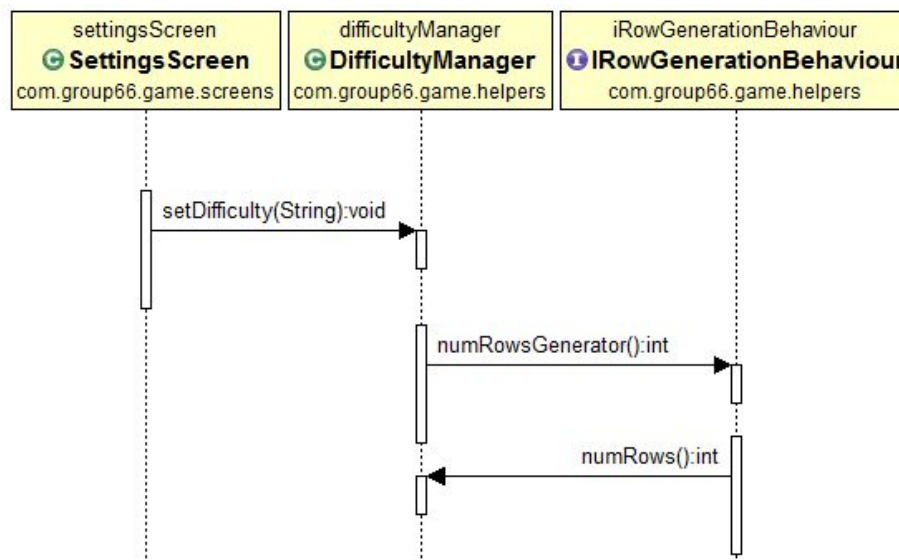 settingsScreen
C SettingsScreen
com.group66.game.screens
difficultyManager
C DifficultyManager
com.group66.game.helpers
iRowGenerationBehaviour
I IRowGenerationBehaviour
com.group66.game.helpers
setDifficulty(String):void
numRowsGenerator():int
numRows():int